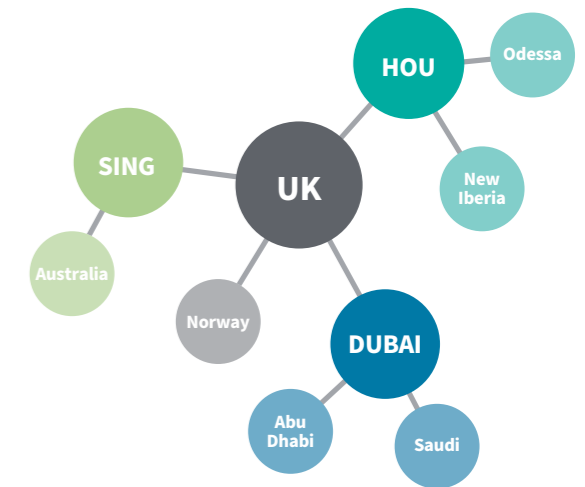 HOU
Odessa
SING
UK
New
Iberia
Australia
Norway
DUBAI
Abu
Dhabi
Saudi